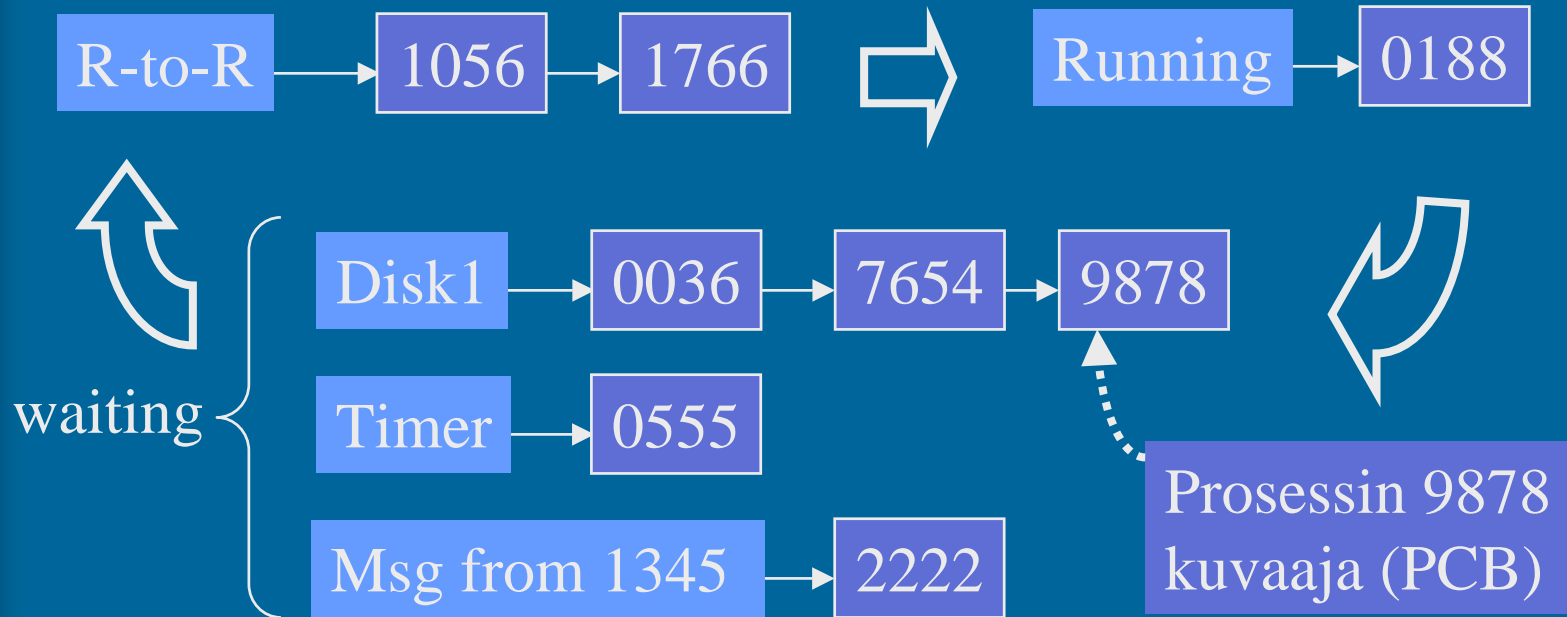 R-to-R 1056 1766 Running 0188
Disk1 0036 7654 9878
waiting
Timer 0555
Prosessin 9878
kuvaaja (PCB)
Msg from 1345 2222